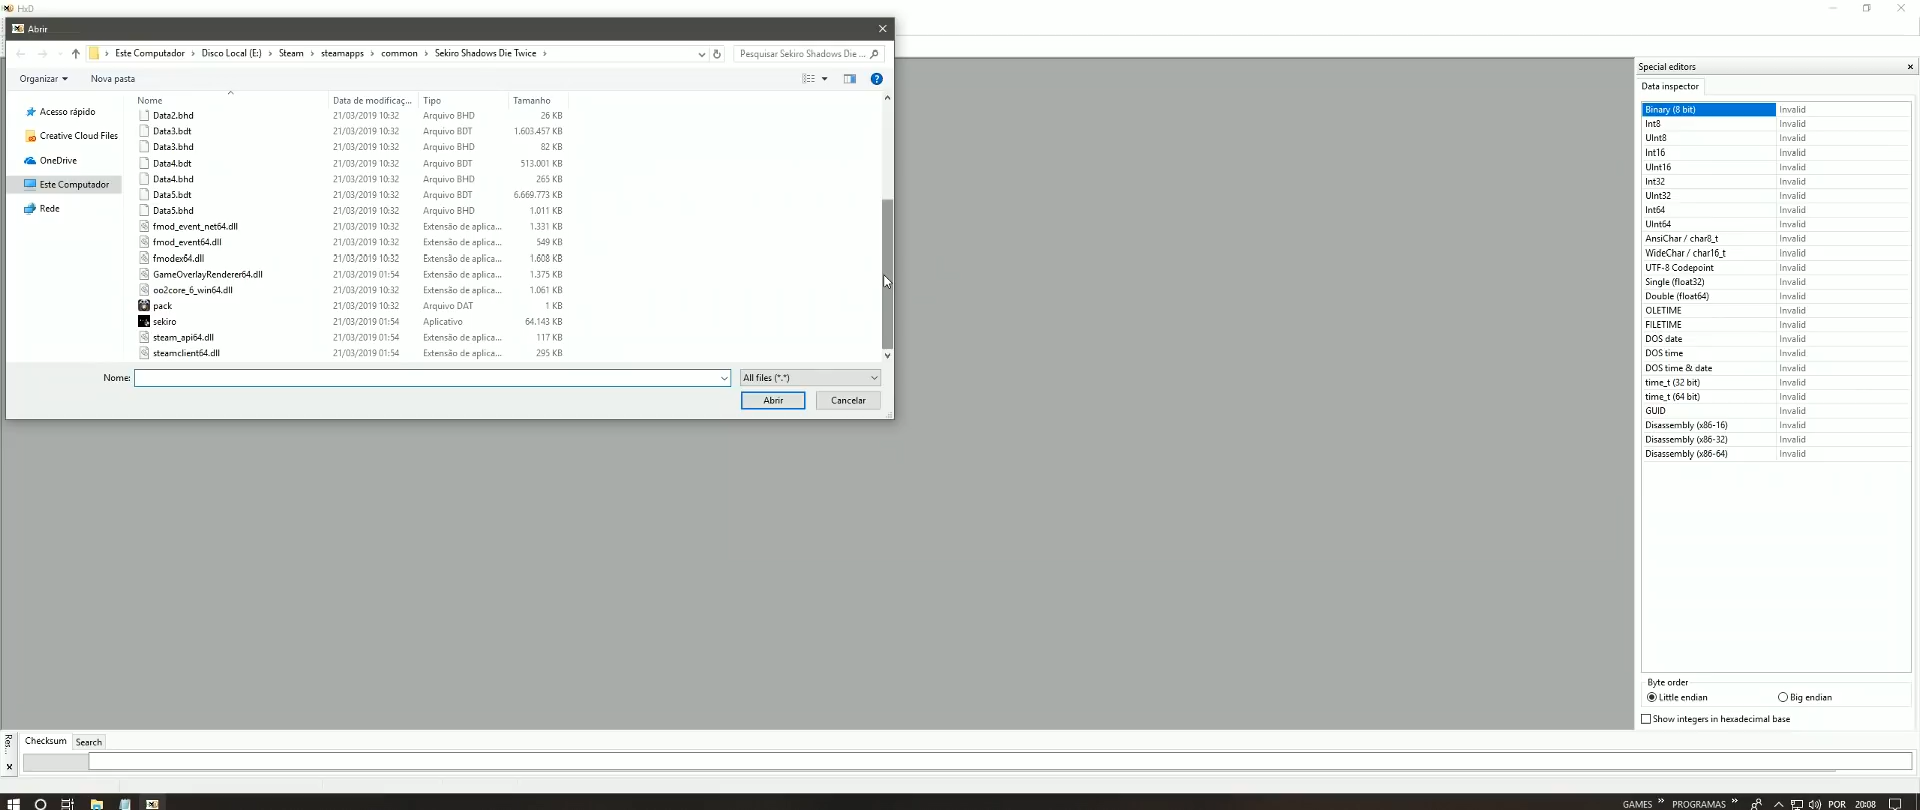 HxD
Abrir
Este Computador › Disco Local (E:) › Steam › steamapps › common › Sekiro Shadows Die Twice ›
Pesquisar Sekiro Shadows Die ...
Organizar
Nova pasta
Nome Data de modificaç... Tipo Tamanho
Acesso rápido
Creative Cloud Files
OneDrive
Este Computador
Rede
Data2.bhd 21/03/2019 10:32 Arquivo BHD 26 KB
Data3.bdt 21/03/2019 10:32 Arquivo BDT 1.603.457 KB
Data3.bhd 21/03/2019 10:32 Arquivo BHD 82 KB
Data4.bdt 21/03/2019 10:32 Arquivo BDT 513.001 KB
Data4.bhd 21/03/2019 10:32 Arquivo BHD 265 KB
Data5.bdt 21/03/2019 10:32 Arquivo BDT 6.669.773 KB
Data5.bhd 21/03/2019 10:32 Arquivo BHD 1.011 KB
fmod_event_net64.dll 21/03/2019 10:32 Extensão de aplica... 1.331 KB
fmod_event64.dll 21/03/2019 10:32 Extensão de aplica... 549 KB
fmodex64.dll 21/03/2019 10:32 Extensão de aplica... 1.608 KB
GameOverlayRenderer64.dll 21/03/2019 01:54 Extensão de aplica... 1.375 KB
oo2core_6_win64.dll 21/03/2019 10:32 Extensão de aplica... 1.061 KB
pack 21/03/2019 10:32 Arquivo DAT 1 KB
sekiro 21/03/2019 01:54 Aplicativo 64.143 KB
steam_api64.dll 21/03/2019 01:54 Extensão de aplica... 117 KB
steamclient64.dll 21/03/2019 01:54 Extensão de aplica... 295 KB
Nome:
All files (*.*)
Abrir
Cancelar
Special editors
Data inspector
Binary (8 bit) Invalid
Int8 Invalid
UInt8 Invalid
Int16 Invalid
UInt16 Invalid
Int32 Invalid
UInt32 Invalid
Int64 Invalid
UInt64 Invalid
AnsiChar / char8_t Invalid
WideChar / char16_t Invalid
UTF-8 Codepoint Invalid
Single (float32) Invalid
Double (float64) Invalid
OLETIME Invalid
FILETIME Invalid
DOS date Invalid
DOS time Invalid
DOS time & date Invalid
time_t (32 bit) Invalid
time_t (64 bit) Invalid
GUID Invalid
Disassembly (x86-16) Invalid
Disassembly (x86-32) Invalid
Disassembly (x86-64) Invalid
Byte order
Little endian
Big endian
Show integers in hexadecimal base
Res...
Checksum
Search
GAMES » PROGRAMAS » POR 20:08